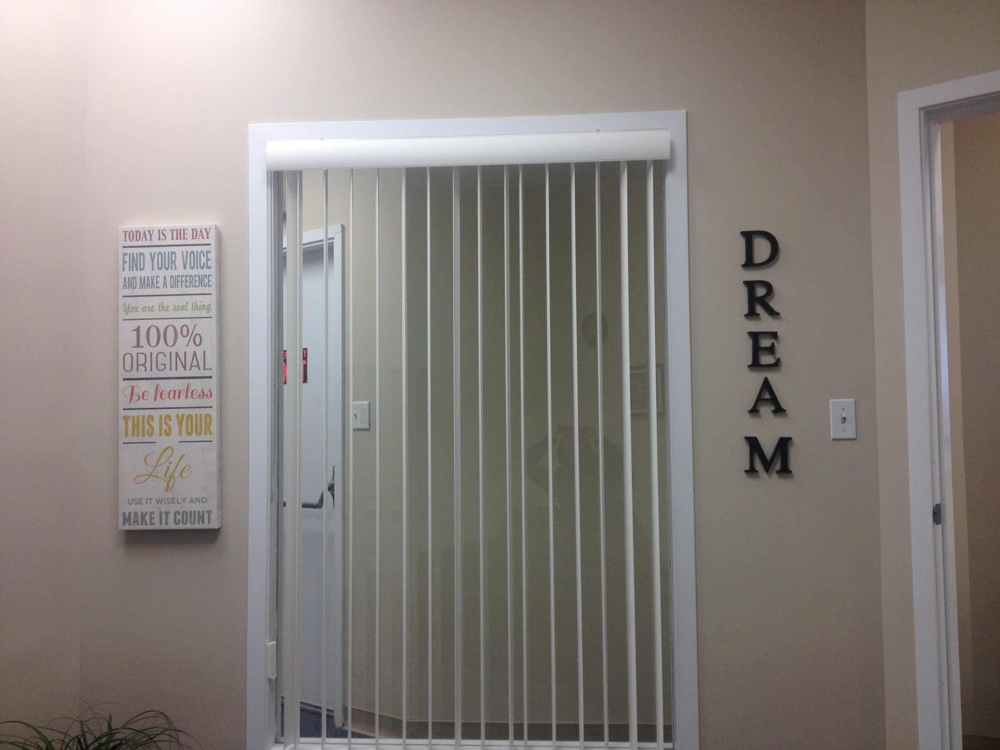 TODAY IS THE DAY
FIND YOUR VOICE
AND MAKE A DIFFERENCE
You are the real thing
100%
ORIGINAL
Be fearless
THIS IS YOUR
Life
USE IT WISELY AND
MAKE IT COUNT
D
R
E
A
M